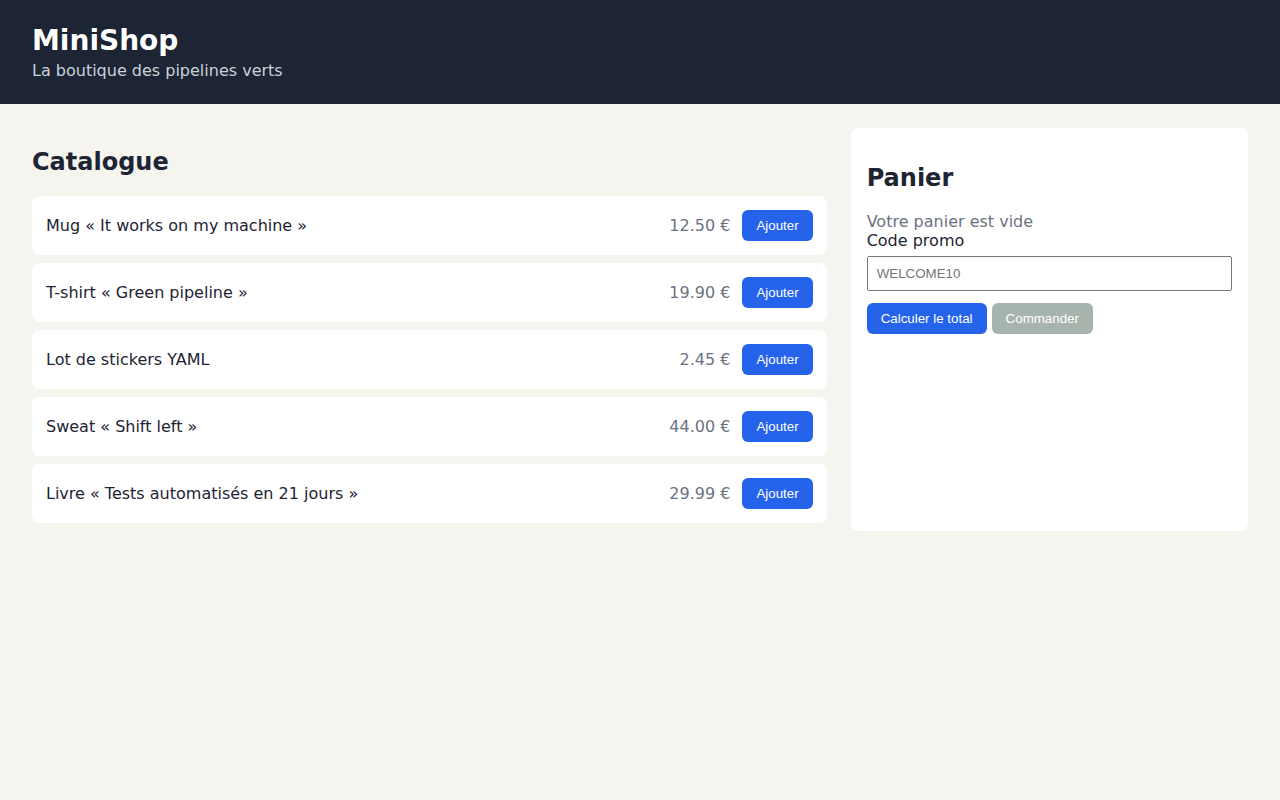 MiniShop
La boutique des pipelines verts
Catalogue
Mug « It works on my machine » 12.50 € Ajouter
T-shirt « Green pipeline » 19.90 € Ajouter
Lot de stickers YAML 2.45 € Ajouter
Sweat « Shift left » 44.00 € Ajouter
Livre « Tests automatisés en 21 jours » 29.99 € Ajouter
Panier
Votre panier est vide
Code promo
WELCOME10
Calculer le total Commander